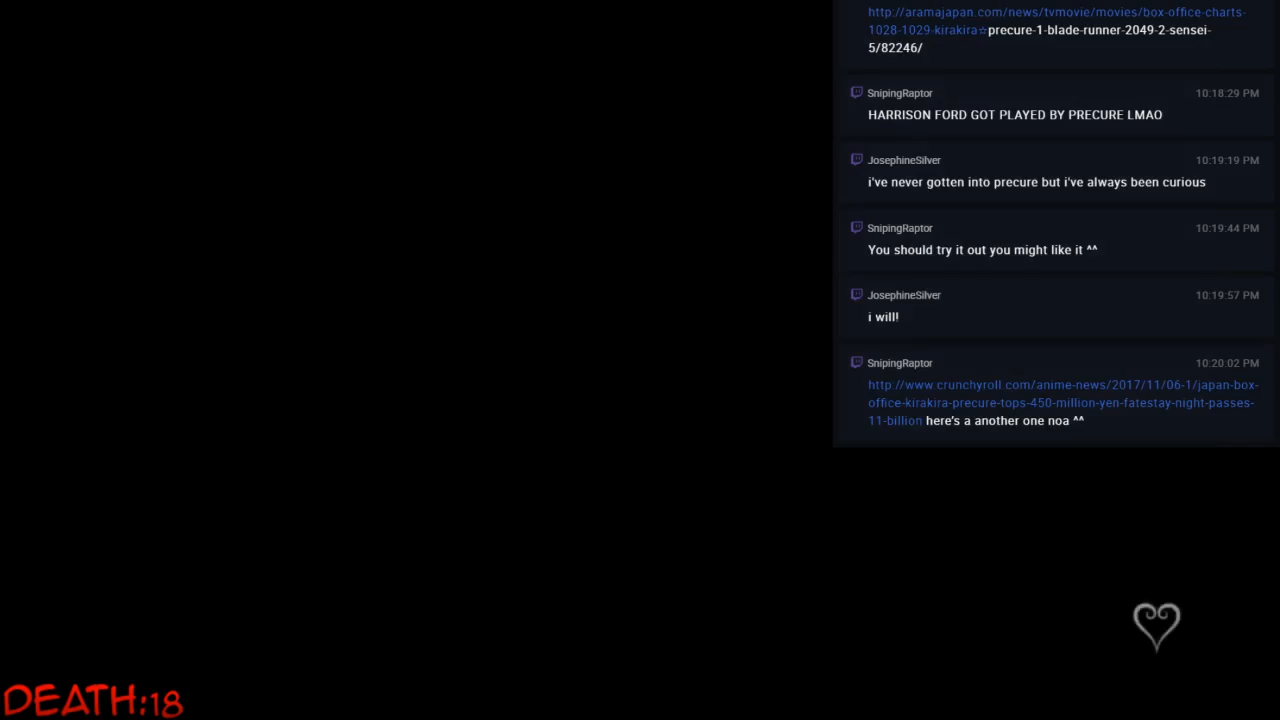 http://aramajapan.com/news/tvmovie/movies/box-office-charts-
1028-1029-kirakira☆precure-1-blade-runner-2049-2-sensei-
5/82246/
SnipingRaptor 10:18:29 PM
HARRISON FORD GOT PLAYED BY PRECURE LMAO
JosephineSilver 10:19:19 PM
i've never gotten into precure but i've always been curious
SnipingRaptor 10:19:44 PM
You should try it out you might like it ^^
JosephineSilver 10:19:57 PM
i will!
SnipingRaptor 10:20:02 PM
http://www.crunchyroll.com/anime-news/2017/11/06-1/japan-box-
office-kirakira-precure-tops-450-million-yen-fatestay-night-passes-
11-billion here's a another one noa ^^
DEATH:18